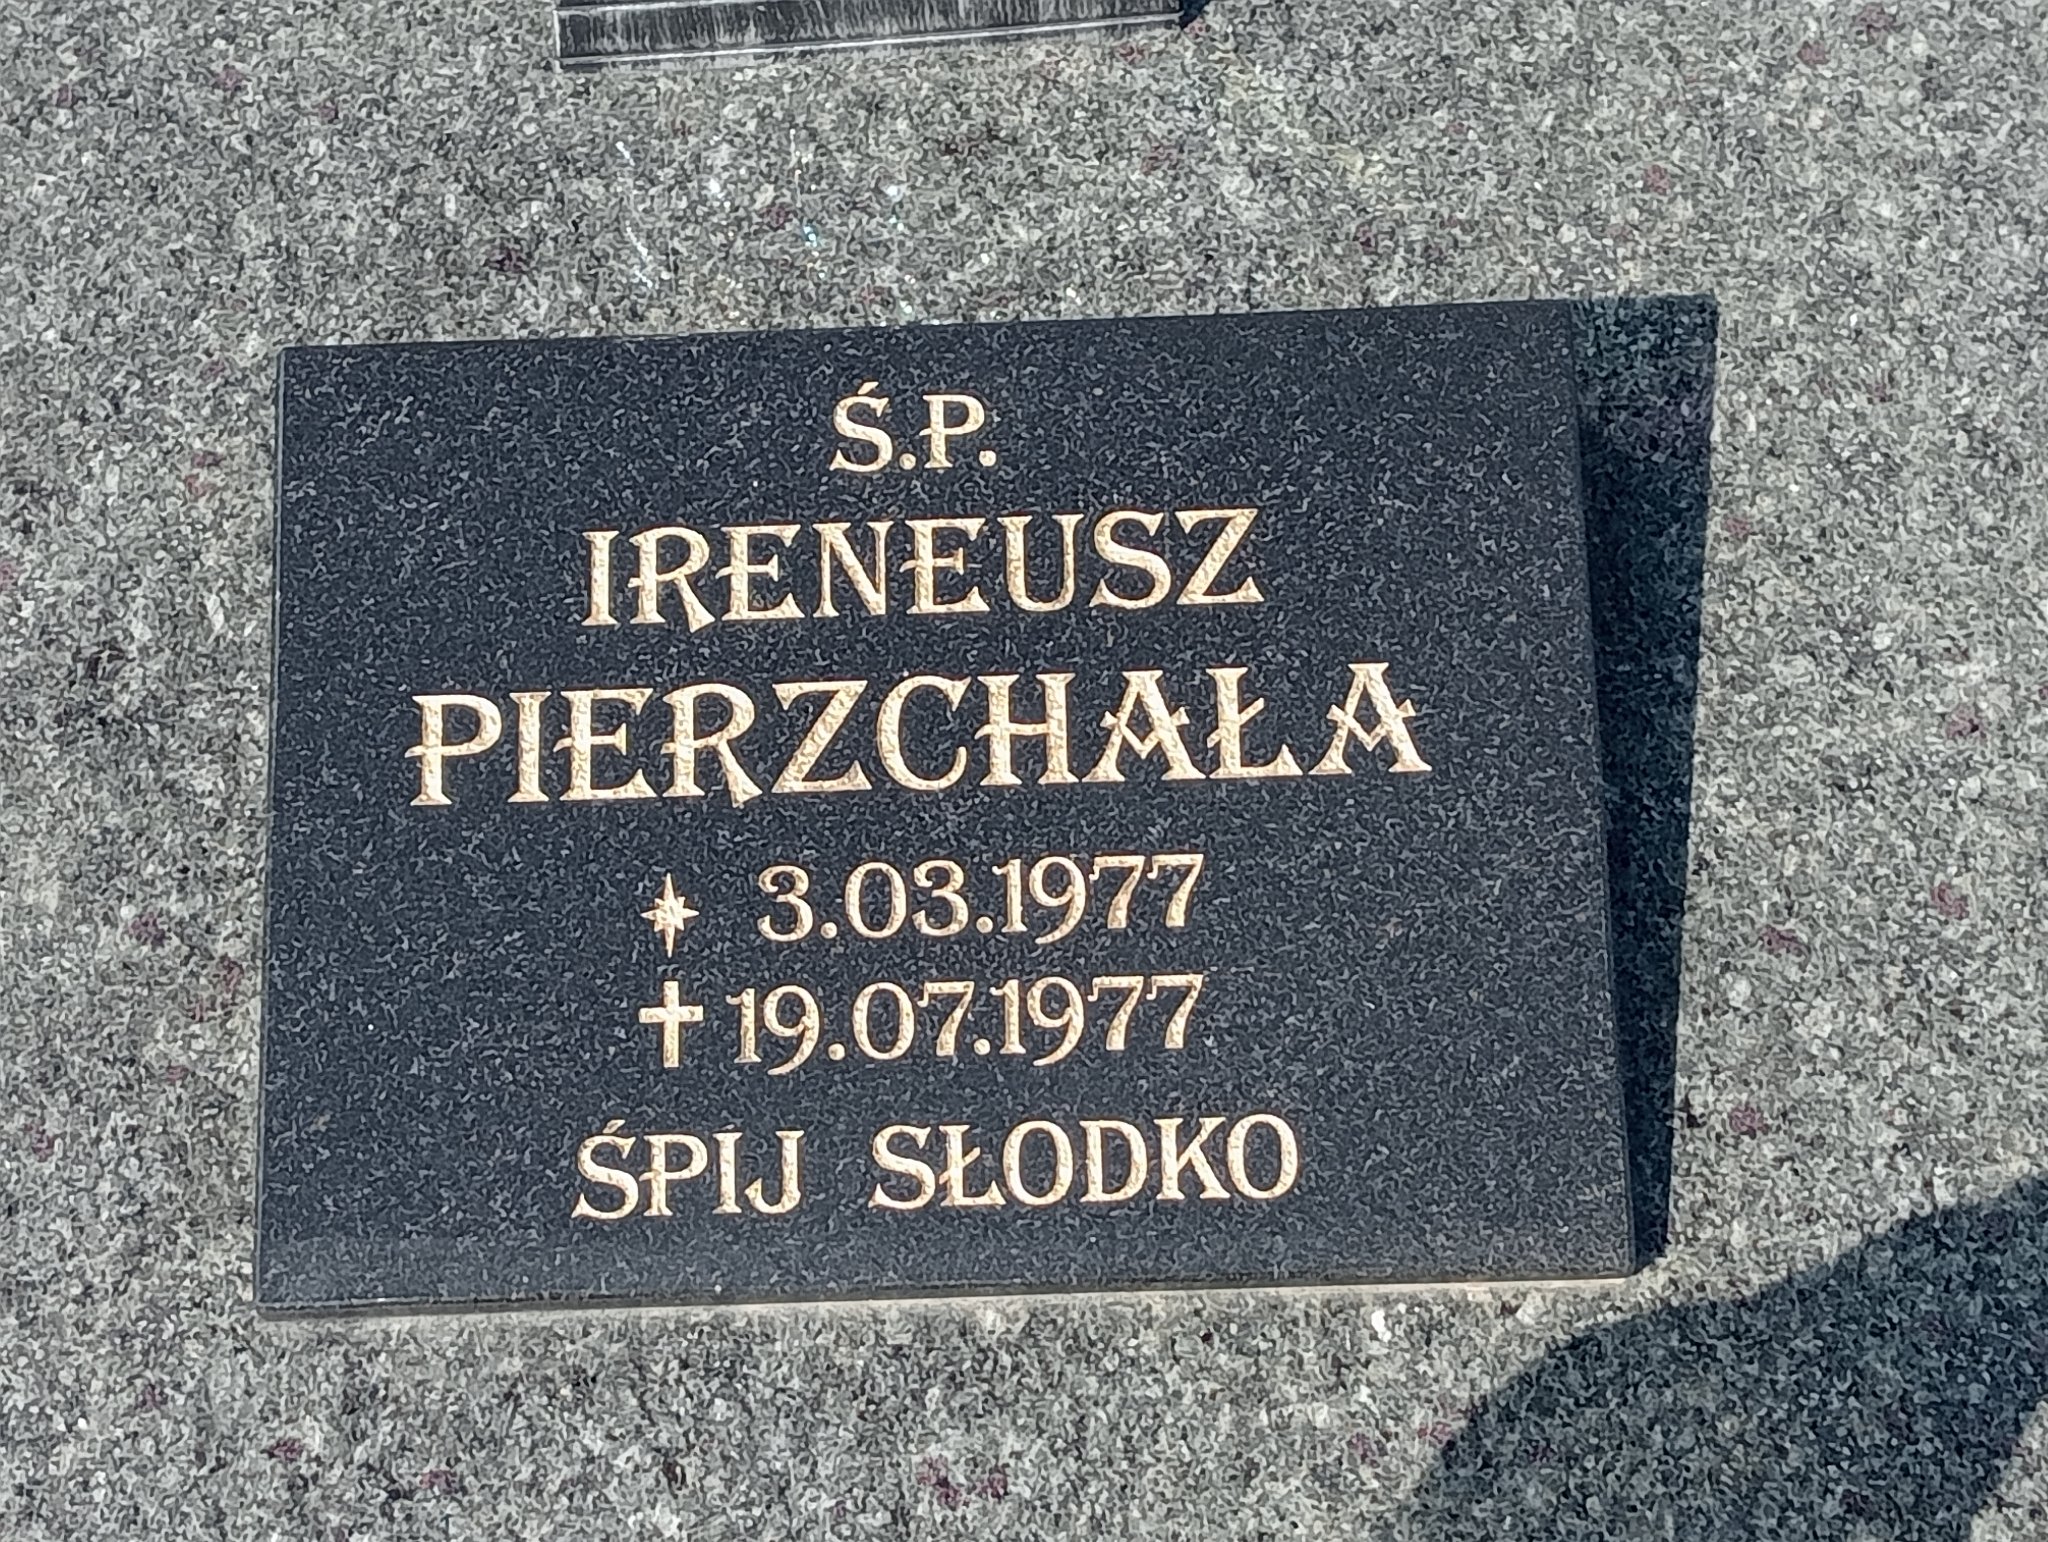 Ś.P.
IRENEUSZ
PIERZCHAŁA
3.03.1977
19.07.1977
ŚPIJ SŁODKO